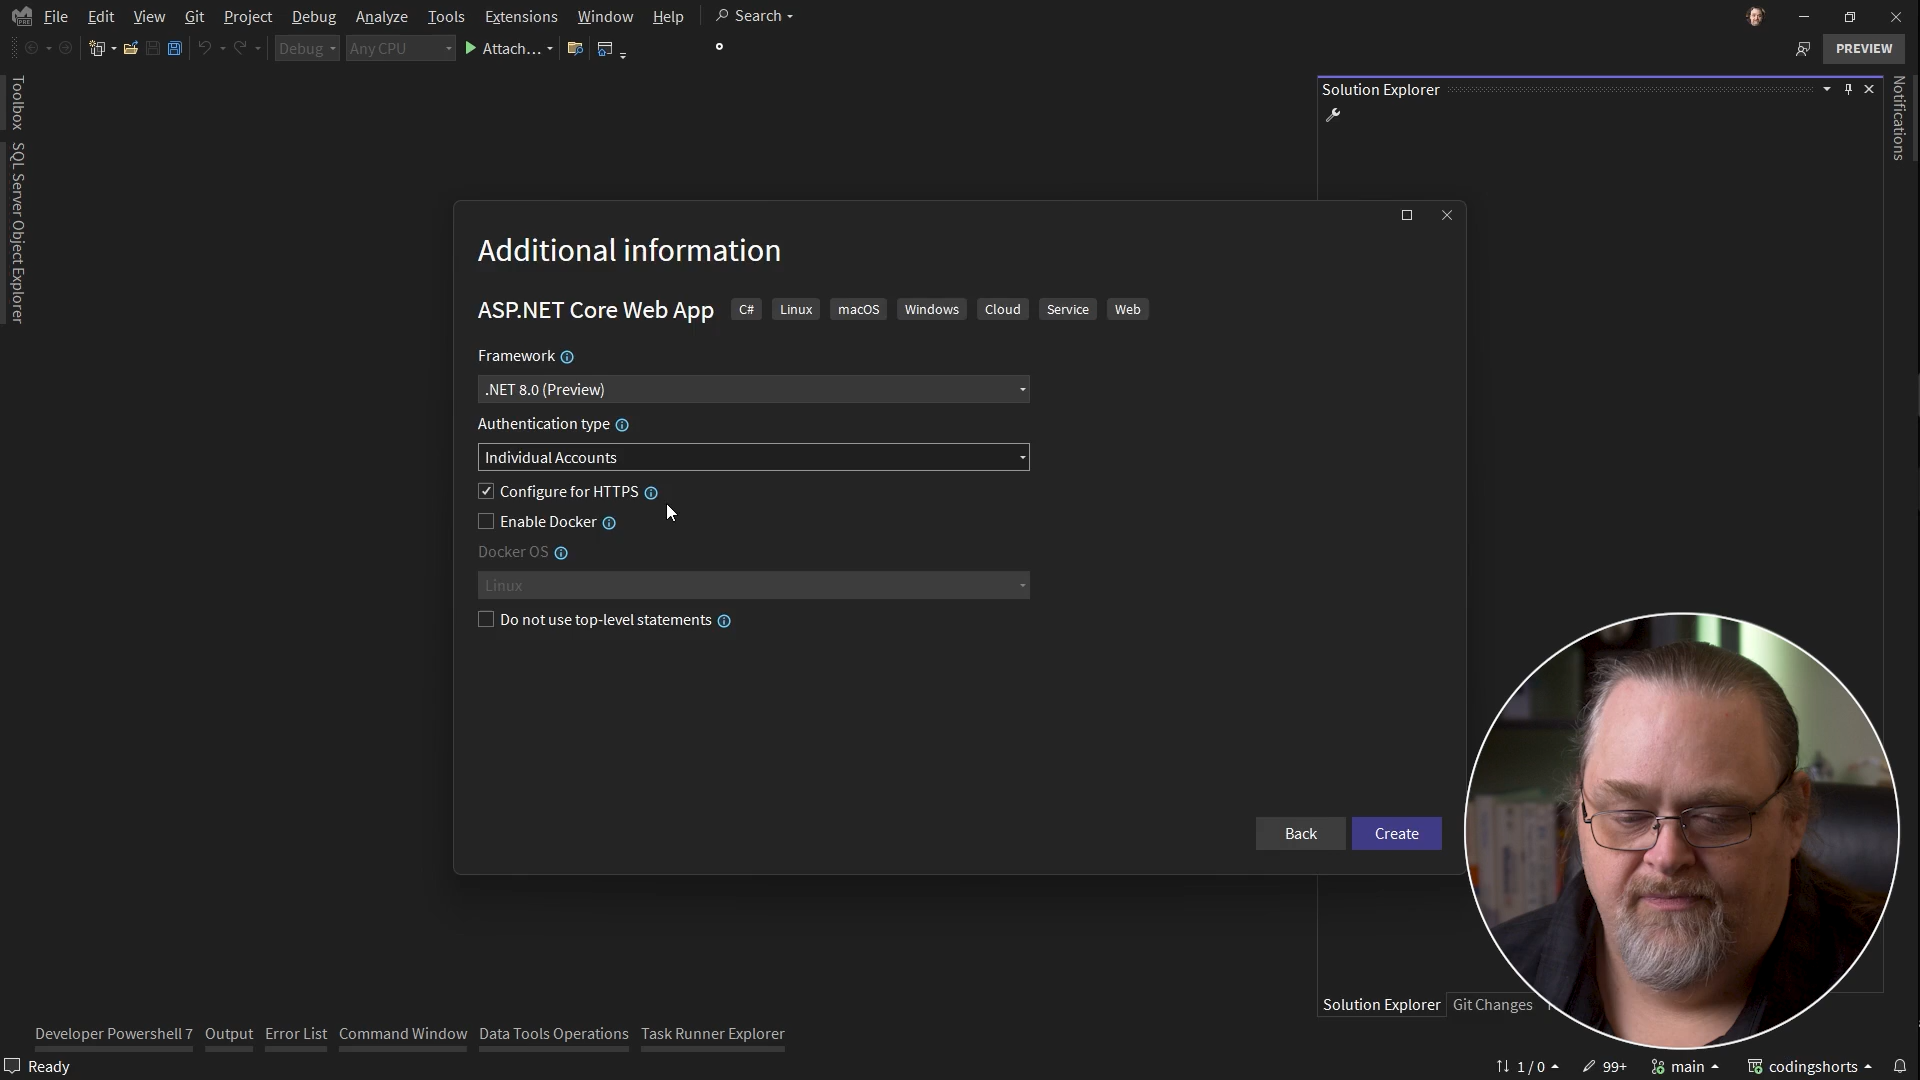 File Edit View Git Project Debug Analyze Tools Extensions Window Help Search
Debug Any CPU Attach... PREVIEW
Toolbox
SQL Server Object Explorer
Solution Explorer
Notifications
Additional information
ASP.NET Core Web App C# Linux macOS Windows Cloud Service Web
Framework
.NET 8.0 (Preview)
Authentication type
Individual Accounts
Configure for HTTPS
Enable Docker
Docker OS
Linux
Do not use top-level statements
Back Create
Solution Explorer Git Changes
Developer Powershell 7 Output Error List Command Window Data Tools Operations Task Runner Explorer
Ready 1 / 0 99+ main codingshorts